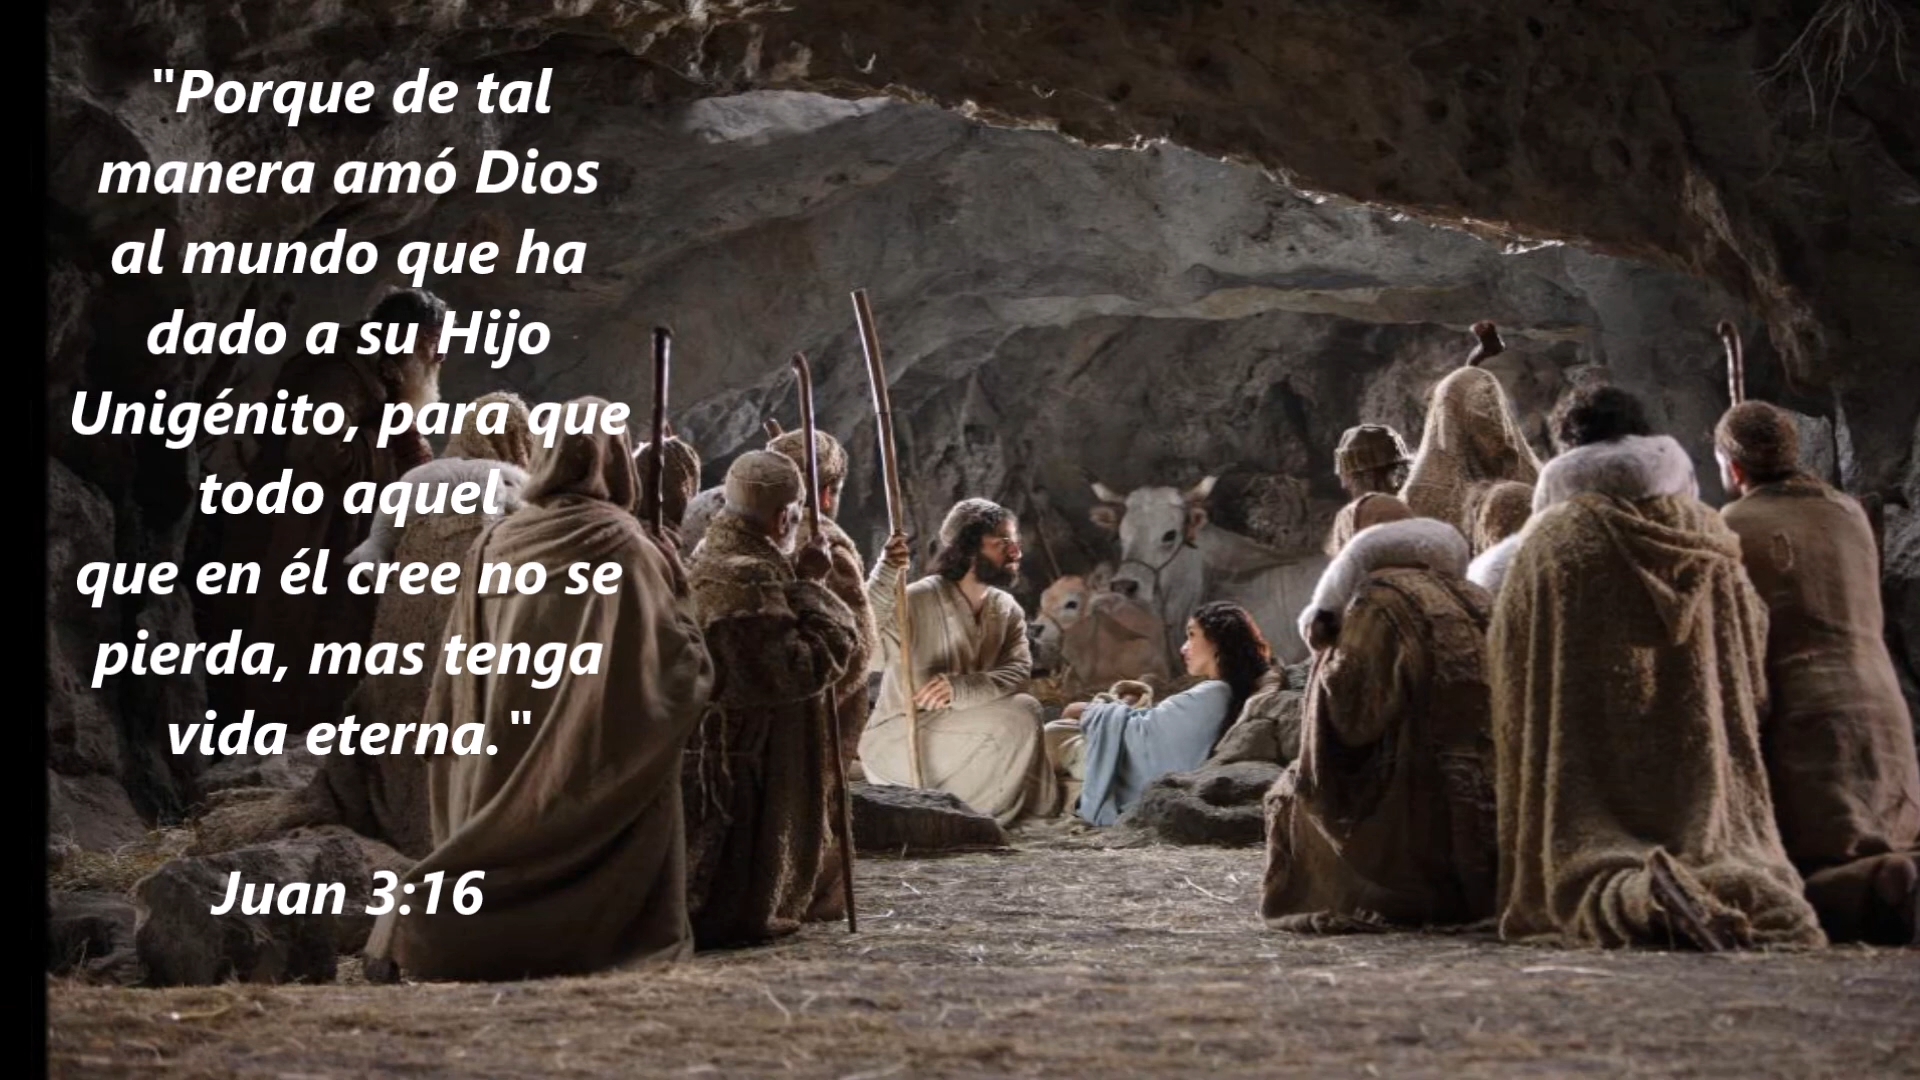 "Porque de tal
manera amó Dios
al mundo que ha
dado a su Hijo
Unigénito, para que
todo aquel
que en él cree no se
pierda, mas tenga
vida eterna."
Juan 3:16